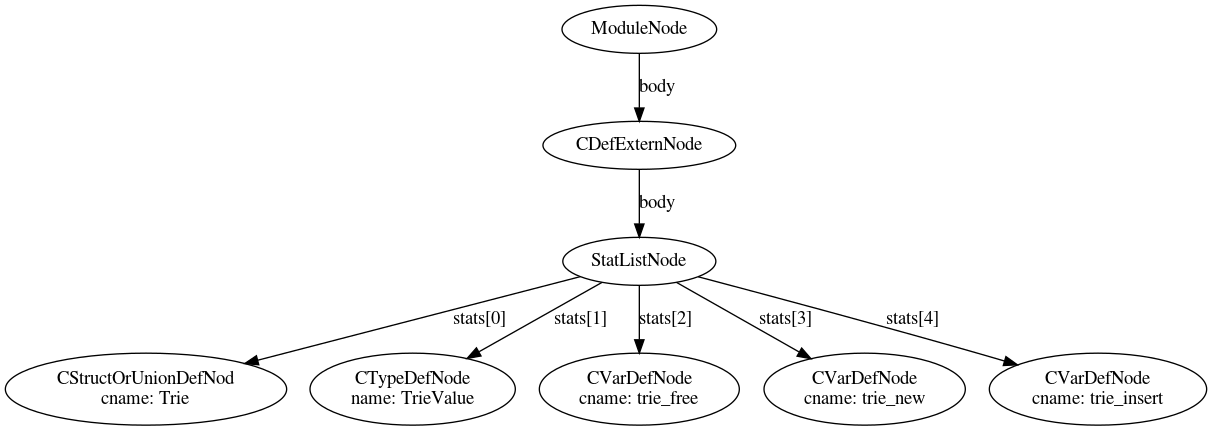 ModuleNode
body
CDefExternNode
body
StatListNode
stats[0]
stats[1]
stats[2]
stats[3]
stats[4]
CStructOrUnionDefNod
cname: Trie
CTypeDefNode
name: TrieValue
CVarDefNode
cname: trie_free
CVarDefNode
cname: trie_new
CVarDefNode
cname: trie_insert